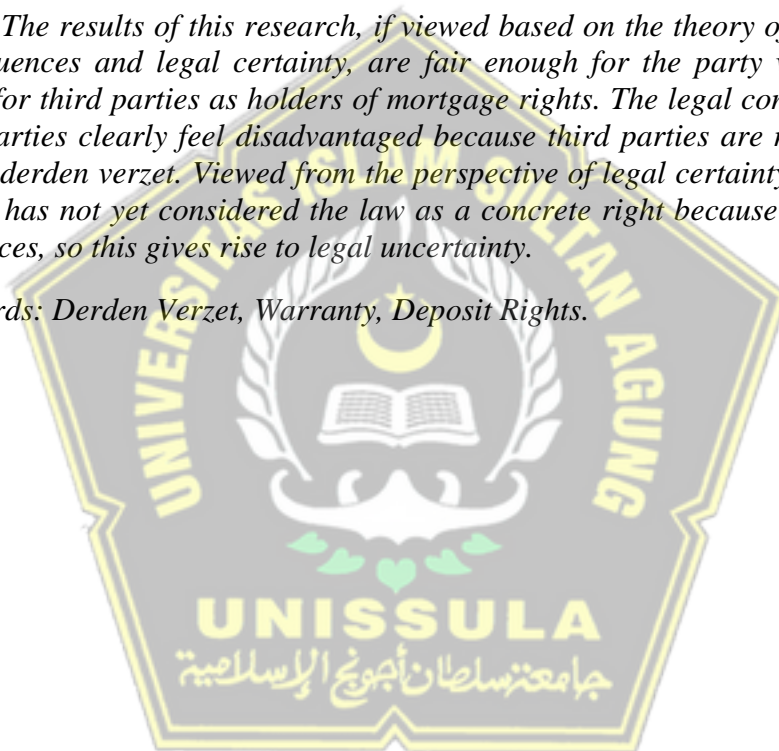 The results of this research, if viewed based on the theory of
uences and legal certainty, are fair enough for the party
for third parties as holders of mortgage rights. The legal con
arties clearly feel disadvantaged because third parties are
derden verzet. Viewed from the perspective of legal certainty
has not yet considered the law as a concrete right because
ces, so this gives rise to legal uncertainty.
rds: Derden Verzet, Warranty, Deposit Rights.
UNIVERSITAS ISLAM SULTAN AGUNG
UNISSULA
جامعتنسلطان أجونج الإسلامية